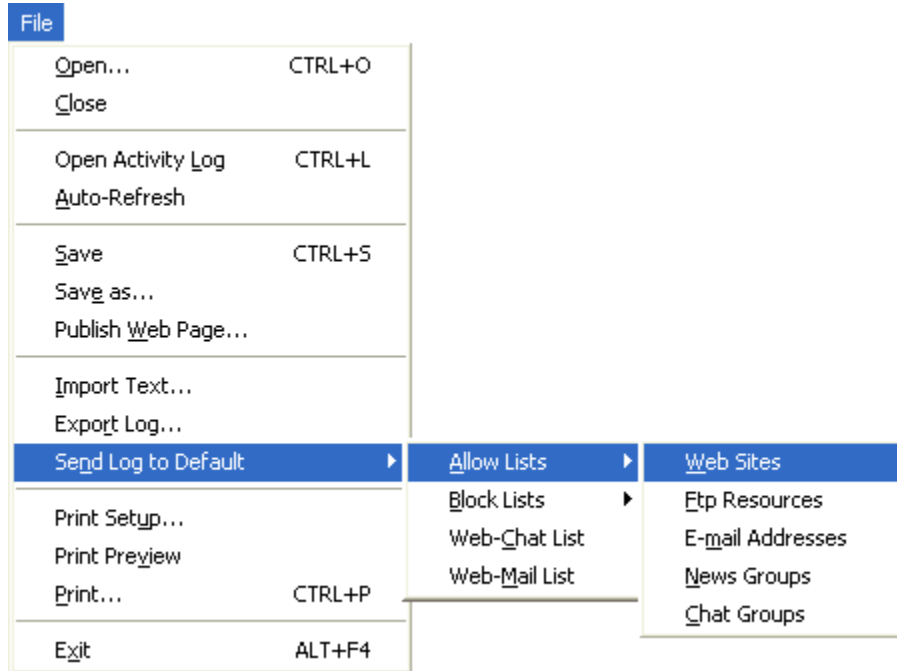 File
Open... CTRL+O
Close
Open Activity Log CTRL+L
Auto-Refresh
Save CTRL+S
Save as...
Publish Web Page...
Import Text...
Export Log...
Send Log to Default
Print Setup...
Print Preview
Print... CTRL+P
Exit ALT+F4
Allow Lists
Block Lists
Web-Chat List
Web-Mail List
Web Sites
Ftp Resources
E-mail Addresses
News Groups
Chat Groups